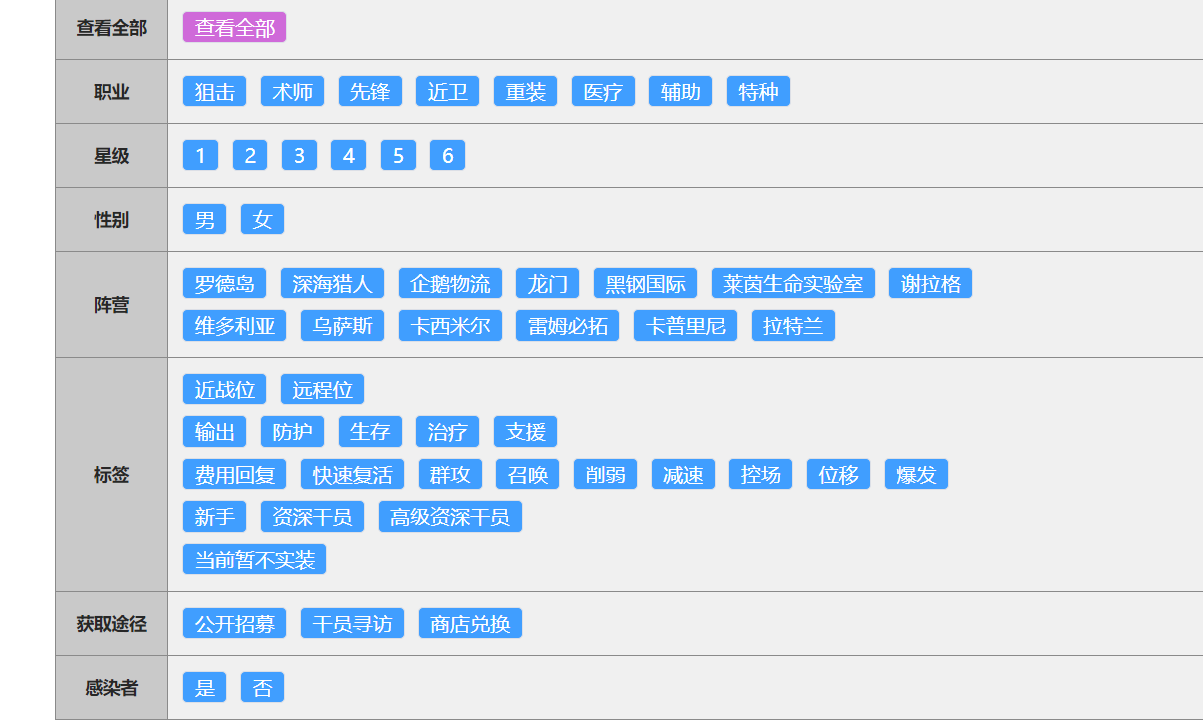 查看全部 查看全部
职业 狙击 术师 先锋 近卫 重装 医疗 辅助 特种
星级 1 2 3 4 5 6
性别 男 女
罗德岛 深海猎人 企鹅物流 龙门 黑钢国际 莱茵生命实验室 谢拉格
阵营
维多利亚 乌萨斯 卡西米尔 雷姆必拓 卡普里尼 拉特兰
近战位 远程位
输出 防护 生存 治疗 支援
标签 费用回复 快速复活 群攻 召唤 削弱 减速 控场 位移 爆发
新手 资深干员 高级资深干员
当前暂不实装
获取途径 公开招募 干员寻访 商店兑换
感染者 是 否